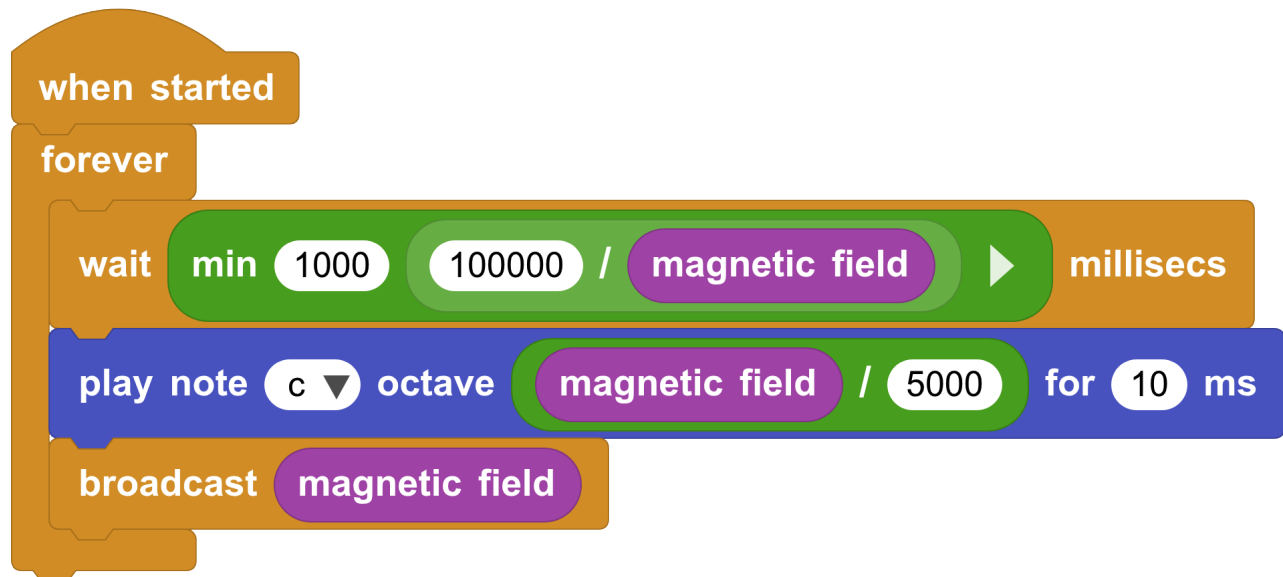 when started
forever
wait min 1000 100000 / magnetic field millisecs
play note c octave magnetic field / 5000 for 10 ms
broadcast magnetic field